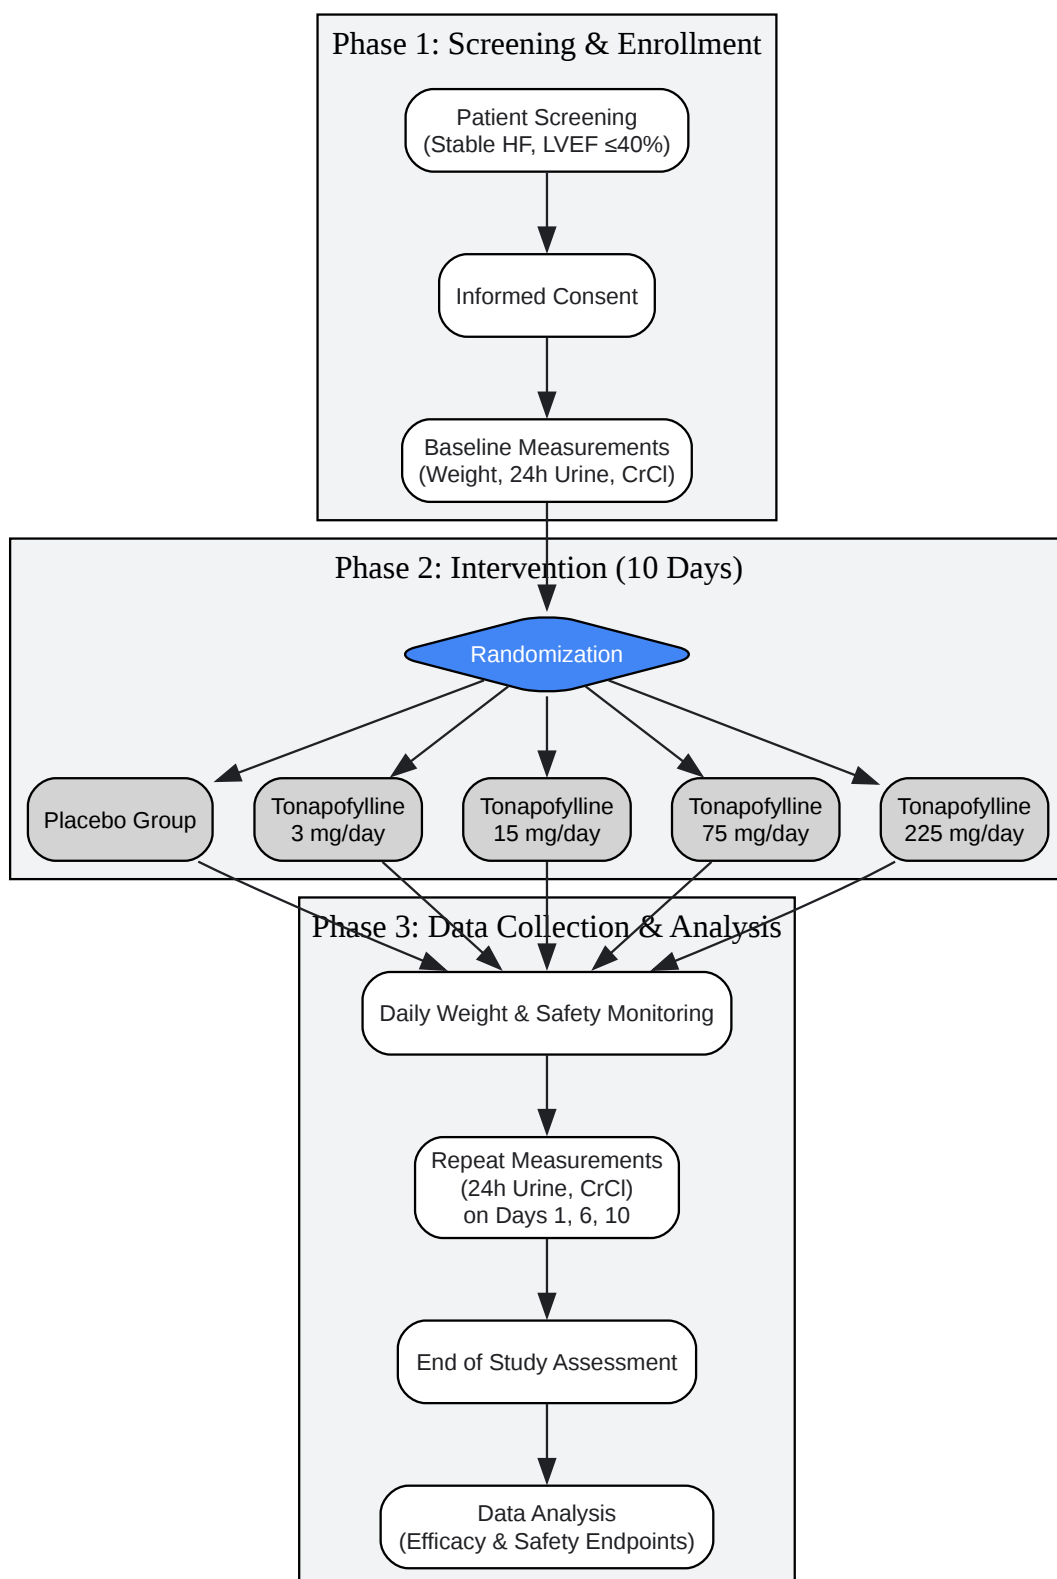 Phase 1: Screening & Enrollment
Patient Screening
(Stable HF, LVEF ≤40%)
Informed Consent
Baseline Measurements
(Weight, 24h Urine, CrCl)
Phase 2: Intervention (10 Days)
Randomization
Placebo Group
Tonapofylline
3 mg/day
Tonapofylline
15 mg/day
Tonapofylline
75 mg/day
Tonapofylline
225 mg/day
Phase 3: Data Collection & Analysis
Daily Weight & Safety Monitoring
Repeat Measurements
(24h Urine, CrCl)
on Days 1, 6, 10
End of Study Assessment
Data Analysis
(Efficacy & Safety Endpoints)